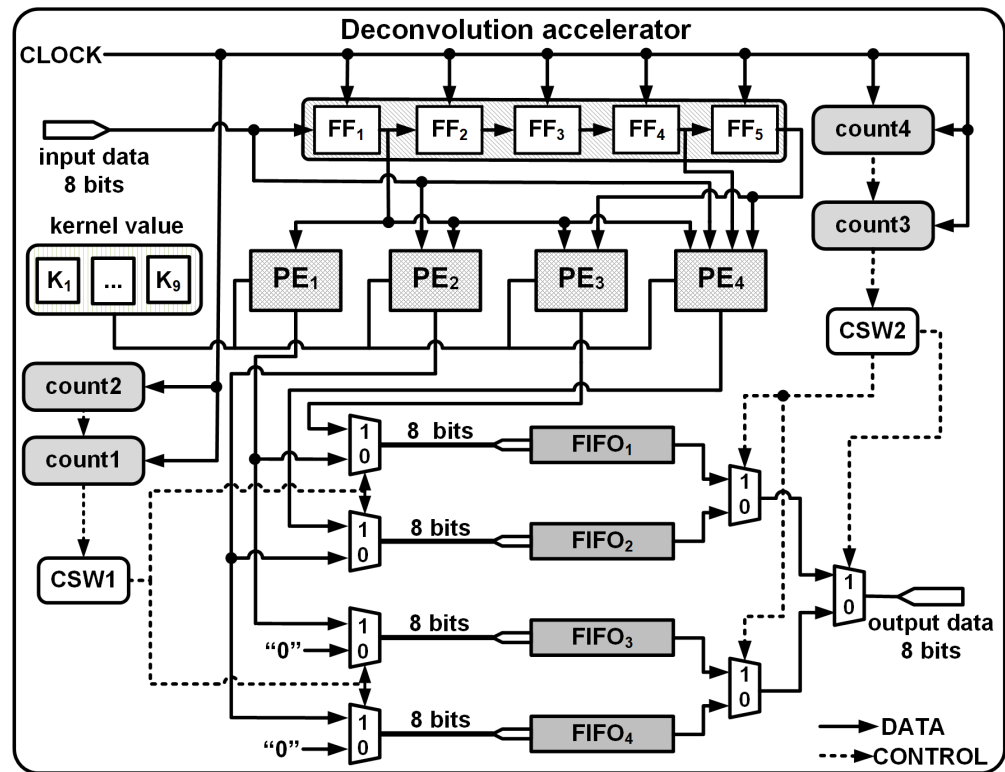 Deconvolution accelerator
CLOCK
FF1
FF2
FF3
FF4
FF5
input data
8 bits
count4
count3
kernel value
K1
...
K9
PE1
PE2
PE3
PE4
CSW2
count2
count1
CSW1
1
0
8 bits
FIFO1
1
0
8 bits
FIFO2
1
0
1
0
output data
8 bits
1
0
"0"
8 bits
FIFO3
1
0
"0"
8 bits
FIFO4
1
0
DATA
CONTROL